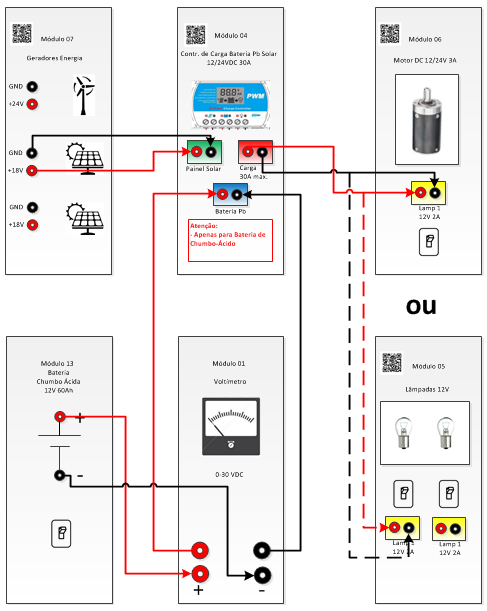 Módulo 07
Geradores Energia
GND
+24V
GND
+18V
GND
+18V
Módulo 04
Contr. de Carga Bateria Pb Solar
12/24VDC 30A
PWM
Painel Solar
Carga
30A max.
Bateria Pb
Atenção:
- Apenas para Bateria de
Chumbo-Ácido
Módulo 06
Motor DC 12/24V 3A
Lamp 1
12V 2A
ou
Módulo 13
Bateria
Chumbo Ácida
12V 60Ah
+
-
Módulo 01
Voltímetro
0-30 VDC
+
-
Módulo 05
Lâmpadas 12V
Lamp 1
12V 2A
Lamp 1
12V 2A